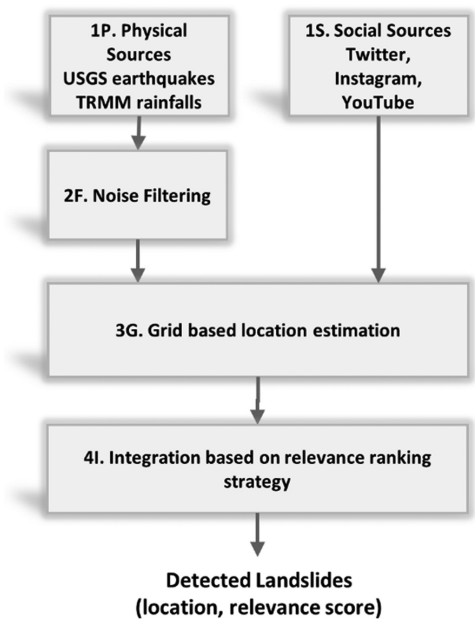 1P. Physical
Sources
USGS earthquakes
TRMM rainfalls
1S. Social Sources
Twitter,
Instagram,
YouTube
2F. Noise Filtering
3G. Grid based location estimation
4I. Integration based on relevance ranking
strategy
Detected Landslides
(location, relevance score)